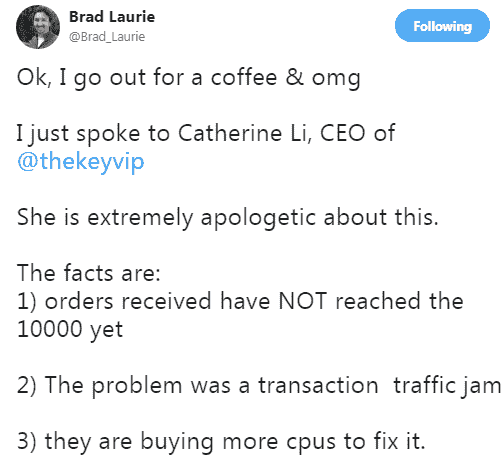 Brad Laurie
@Brad_Laurie
Following
Ok, I go out for a coffee & omg
I just spoke to Catherine Li, CEO of
@thekeyvip
She is extremely apologetic about this.
The facts are:
1) orders received have NOT reached the
10000 yet
2) The problem was a transaction  traffic jam
3) they are buying more cpus to fix it.